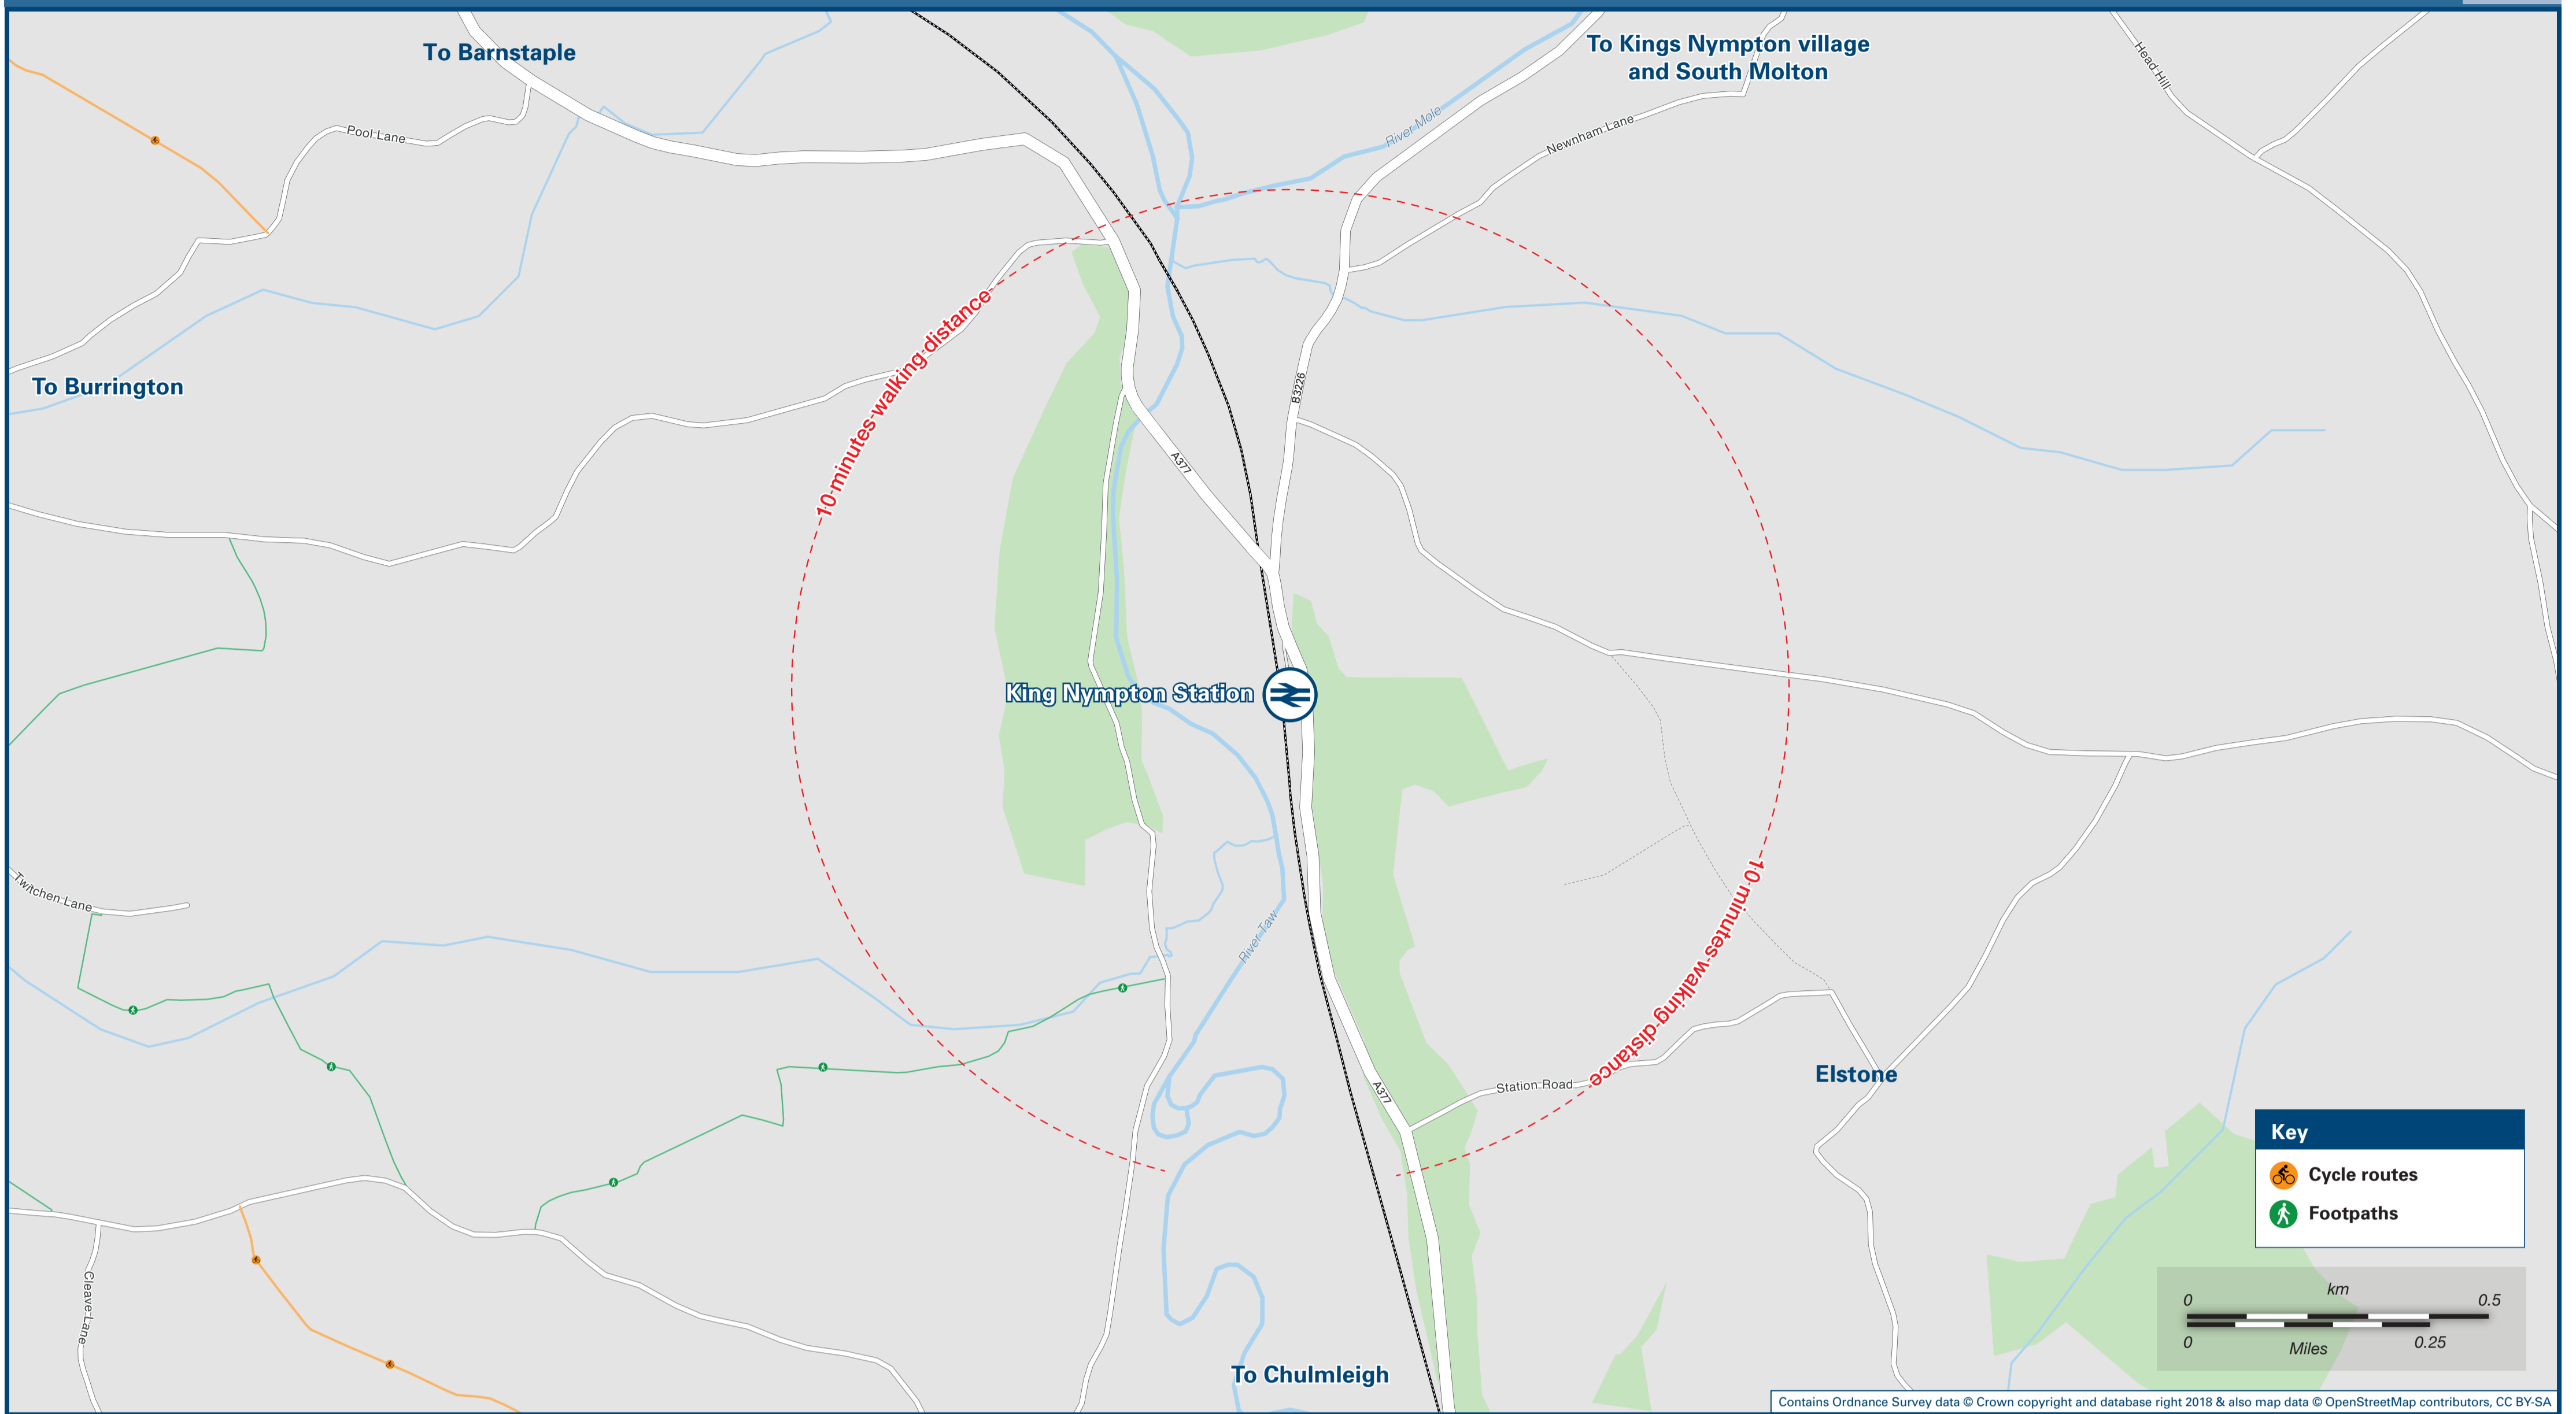 To Barnstaple
To Kings Nympton village
and South Molton
Head Hill
River Mole
Newnham Lane
Pool Lane
10 minutes walking distance
To Burrington
B3226
A377
King Nympton Station
Twitchen Lane
10 minutes walking distance
River Taw
Elstone
Station Road
A377
Key
Cycle routes
Footpaths
Cleave Lane
km
0 0.5
0 0.25
Miles
To Chulmleigh
Contains Ordnance Survey data © Crown copyright and database right 2018 & also map data © OpenStreetMap contributors, CC BY-SA